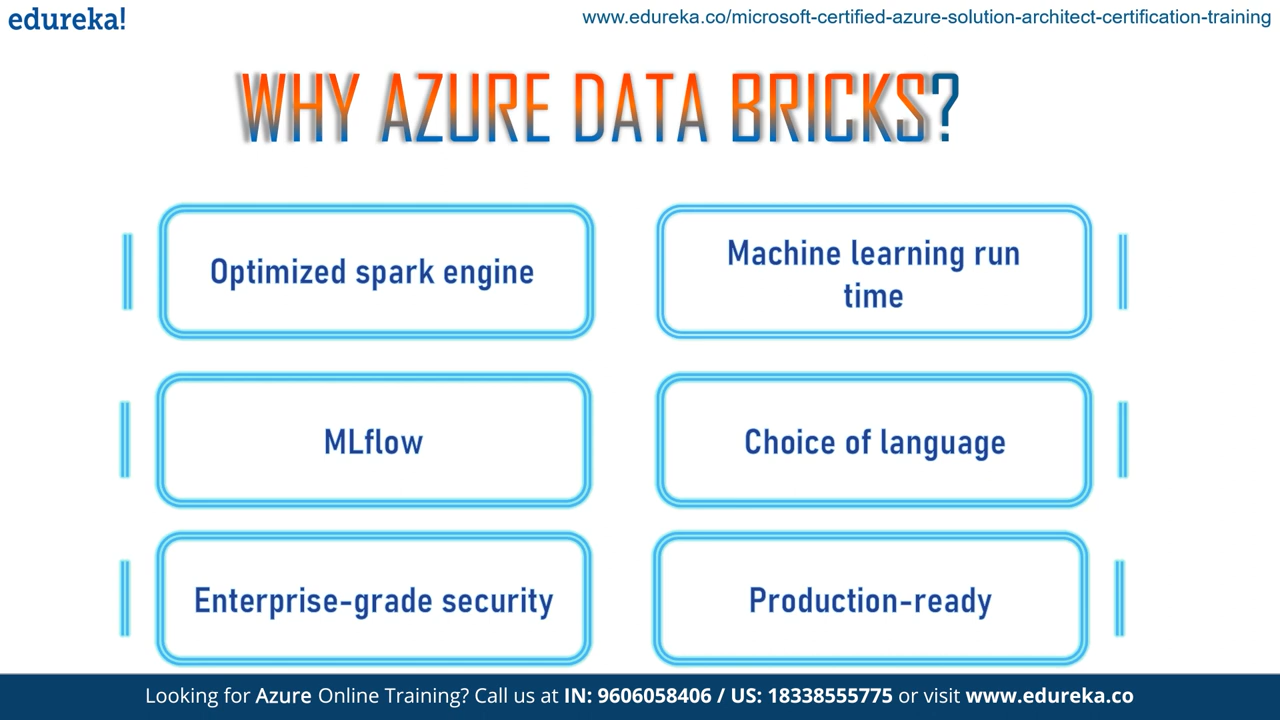 edureka!
www.edureka.co/microsoft-certified-azure-solution-architect-certification-training
WHY AZURE DATA BRICKS?
Optimized spark engine
Machine learning run
time
MLflow
Choice of language
Enterprise-grade security
Production-ready
Looking for Azure Online Training? Call us at IN: 9606058406 / US: 18338555775 or visit www.edureka.co